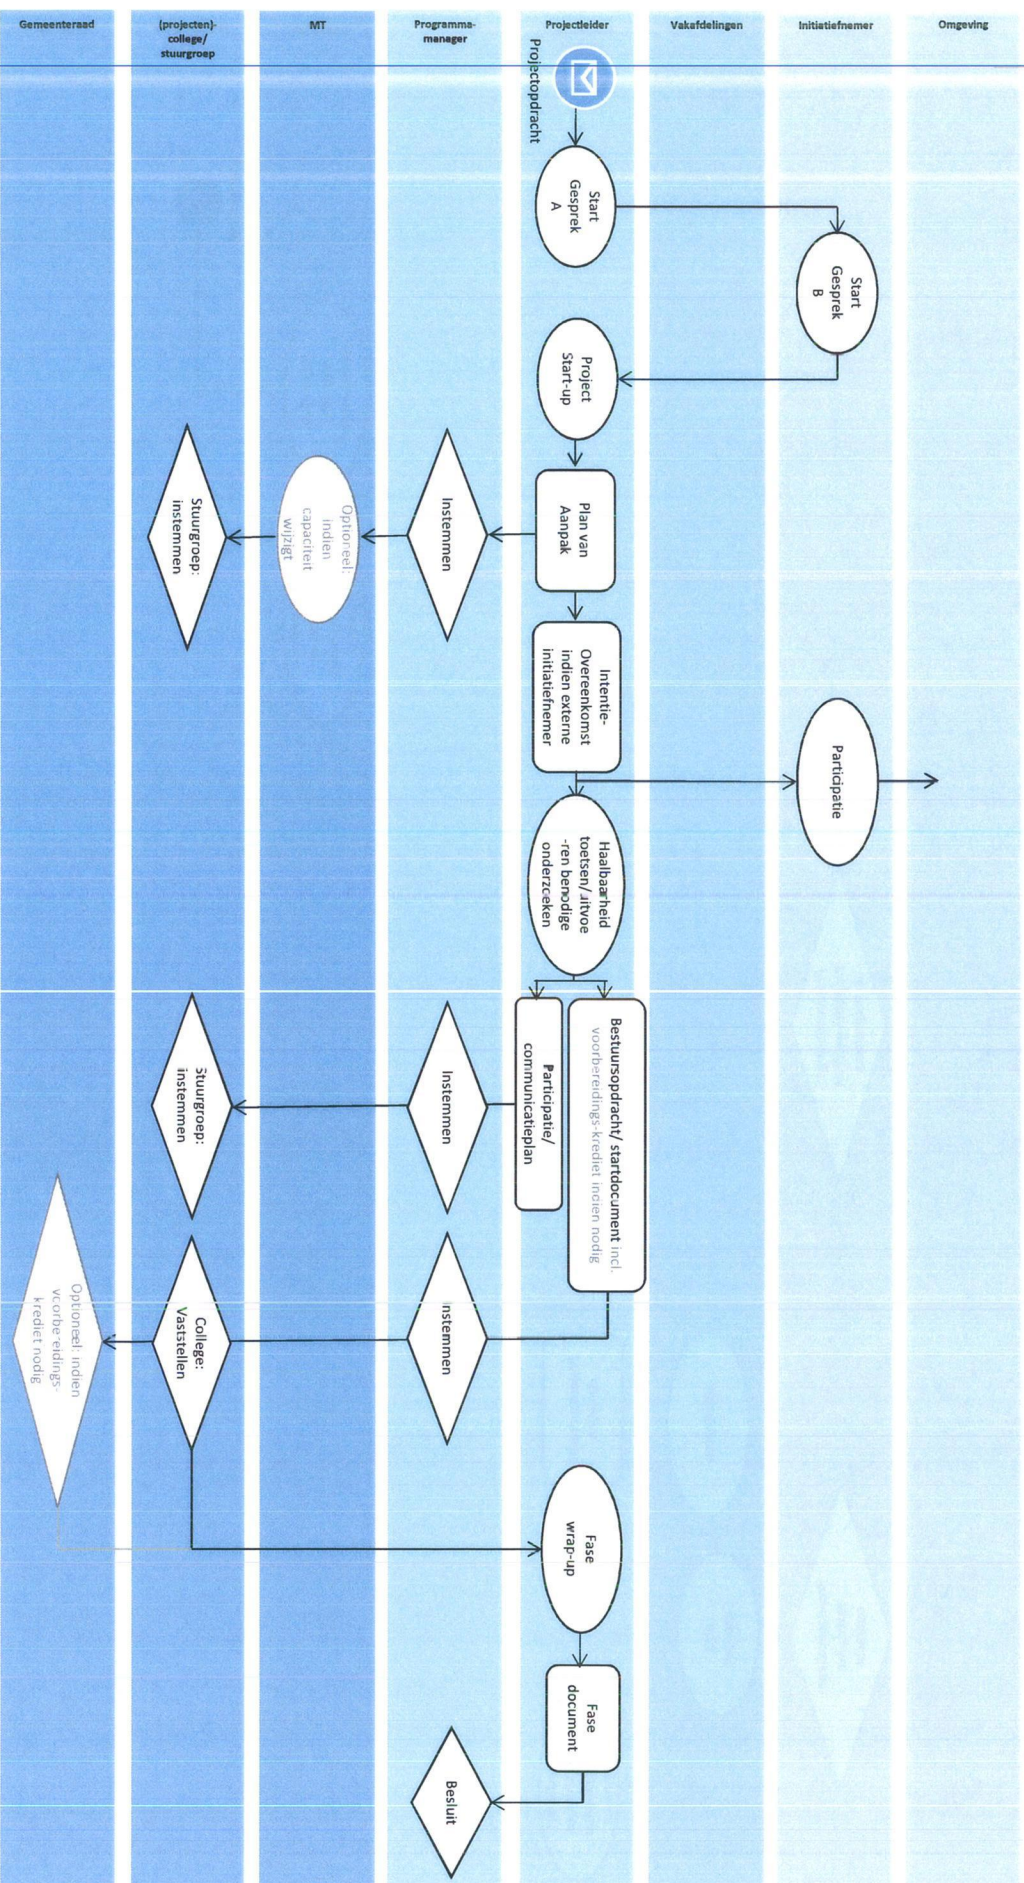 Gemeenteraad
(projecten)-
college/
stuurgroep
MT
Programma-
manager
Projectleider
Vakafdelingen
Initiatiefnemer
Omgeving
Projectopdracht
Start
Gesprek
A
Start
Gesprek
B
Project
Start-up
Plan van
Aanpak
Instemmen
Optioneel:
indien
capaciteit
wijzigt
Stuurgroep:
instemmen
Intentie-
Overeenkomst
indien externe
initiatiefnemer
Participatie
Haalbaarheid
toetsen/uitvoe
-ren benodige
onderzoeken
Bestuursopdracht/ startdocument incl.
voorbereidings-krediet indien nodig
Participatie/
communicatieplan
Instemmen
Stuurgroep:
instemmen
Instemmen
College:
Vaststellen
Optioneel: indien
voorbereidings-
krediet nodig
Fase
wrap-up
Fase
document
Besluit